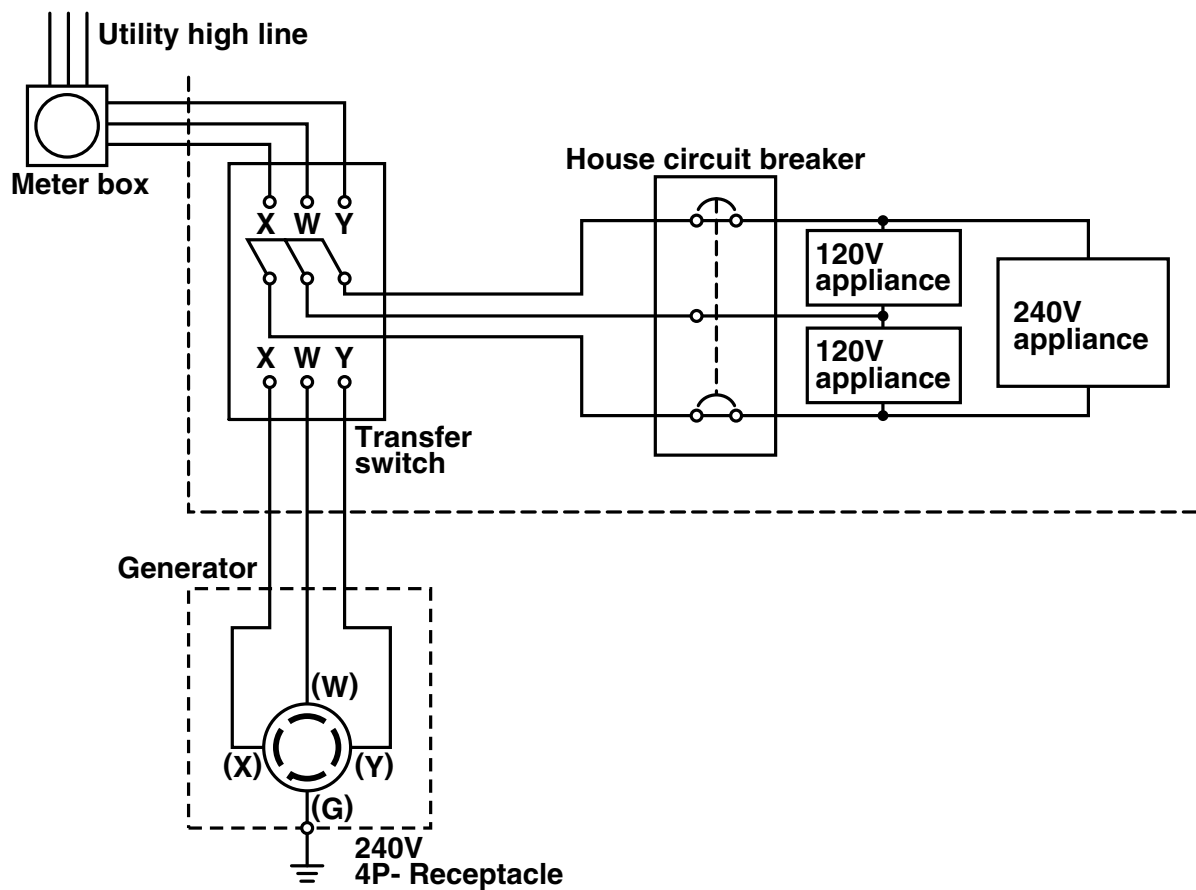 Utility high line
Meter box
House circuit breaker
X W Y
120V
appliance
240V
appliance
120V
appliance
X W Y
Transfer
switch
Generator
(W)
(X)
(Y)
(G)
240V
4P- Receptacle